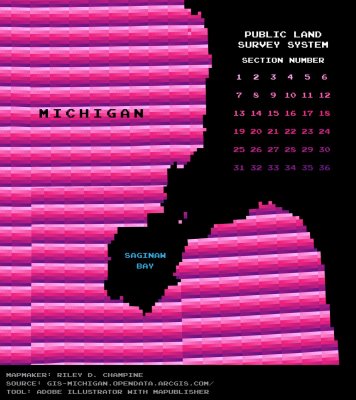 PUBLIC LAND
SURVEY SYSTEM
SECTION NUMBER
1 2 3 4 5 6
7 8 9 10 11 12
MICHIGAN
13 14 15 16 17 18
19 20 21 22 23 24
25 26 27 28 29 30
31 32 33 34 35 36
SAGINAW
BAY
MAPMAKER: RILEY D. CHAMPINE
SOURCE: GIS-MICHIGAN.OPENDATA.ARCGIS.COM/
TOOL: ADOBE ILLUSTRATOR WITH MAPUBLISHER